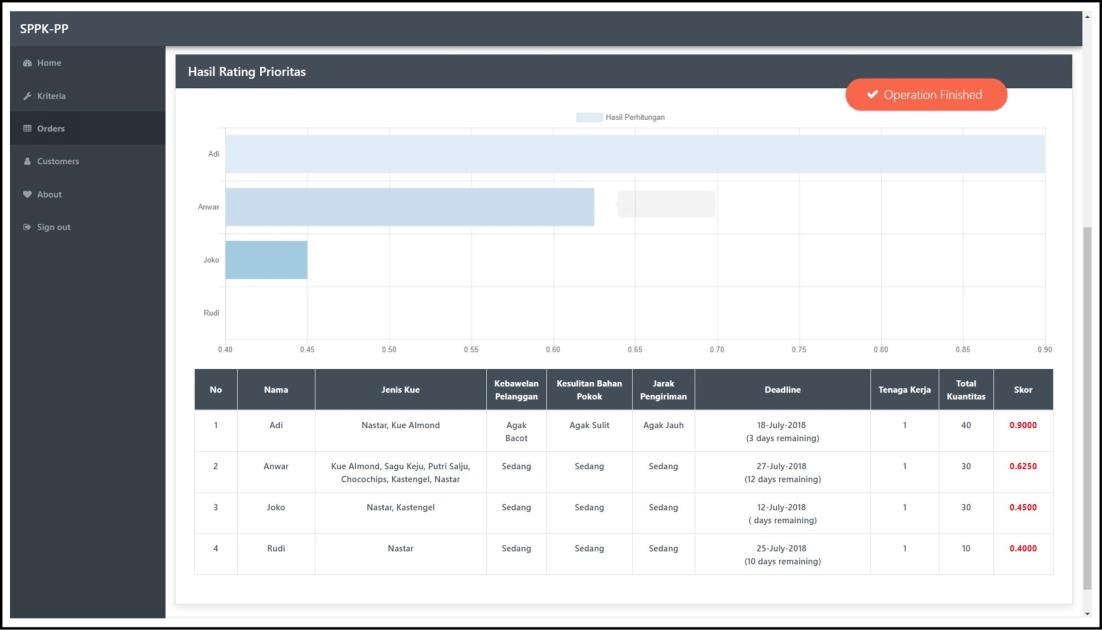 SPPK-PP
Home
Kriteria
Orders
Customers
About
Sign out
Hasil Rating Prioritas
Operation Finished
Hasil Perhitungan
Adi
Anwar
Joko
Rudi
0.40 0.45 0.50 0.55 0.60 0.65 0.70 0.75 0.80 0.85 0.90
No Nama Jenis Kue Kebawelan Pelanggan Kesulitan Bahan Pokok Jarak Pengiriman Deadline Tenaga Kerja Total Kuantitas Skor
1 Adi Nastar, Kue Almond Agak Bacot Agak Sulit Agak Jauh 18-July-2018 (3 days remaining) 1 40 0.9000
2 Anwar Kue Almond, Sagu Keju, Putri Salju, Chocochips, Kastengel, Nastar Sedang Sedang Sedang 27-July-2018 (12 days remaining) 1 30 0.6250
3 Joko Nastar, Kastengel Sedang Sedang Sedang 12-July-2018 ( days remaining) 1 30 0.4500
4 Rudi Nastar Sedang Sedang Sedang 25-July-2018 (10 days remaining) 1 10 0.4000